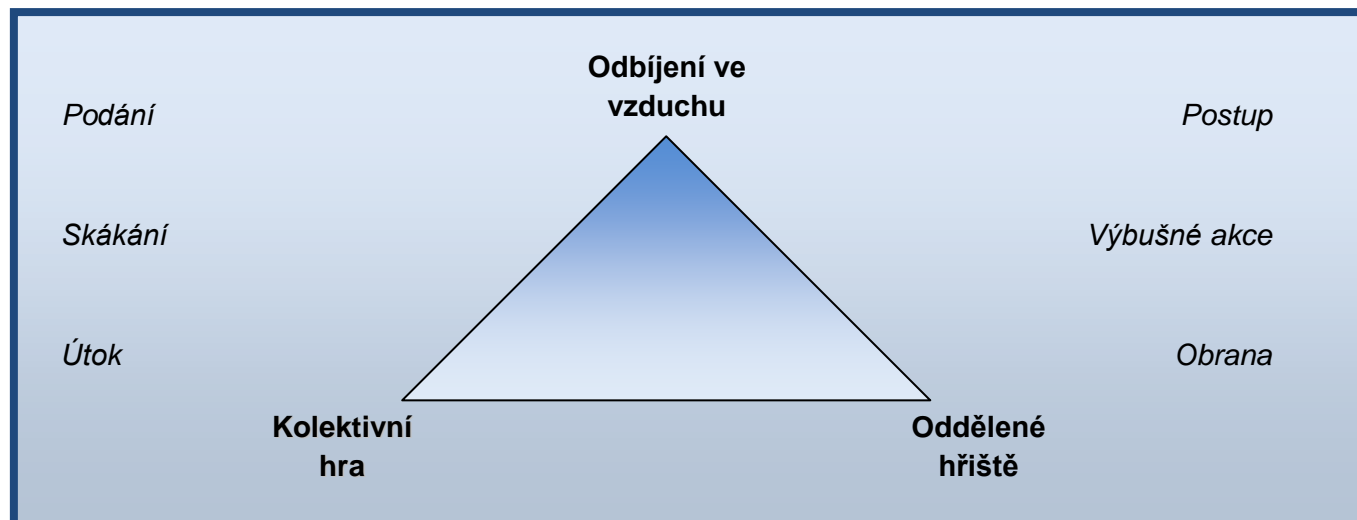 Odbíjení ve
vzduchu
Podání
Postup
Skákání
Výbušné akce
Útok
Obrana
Kolektivní
hra
Oddělené
hřiště